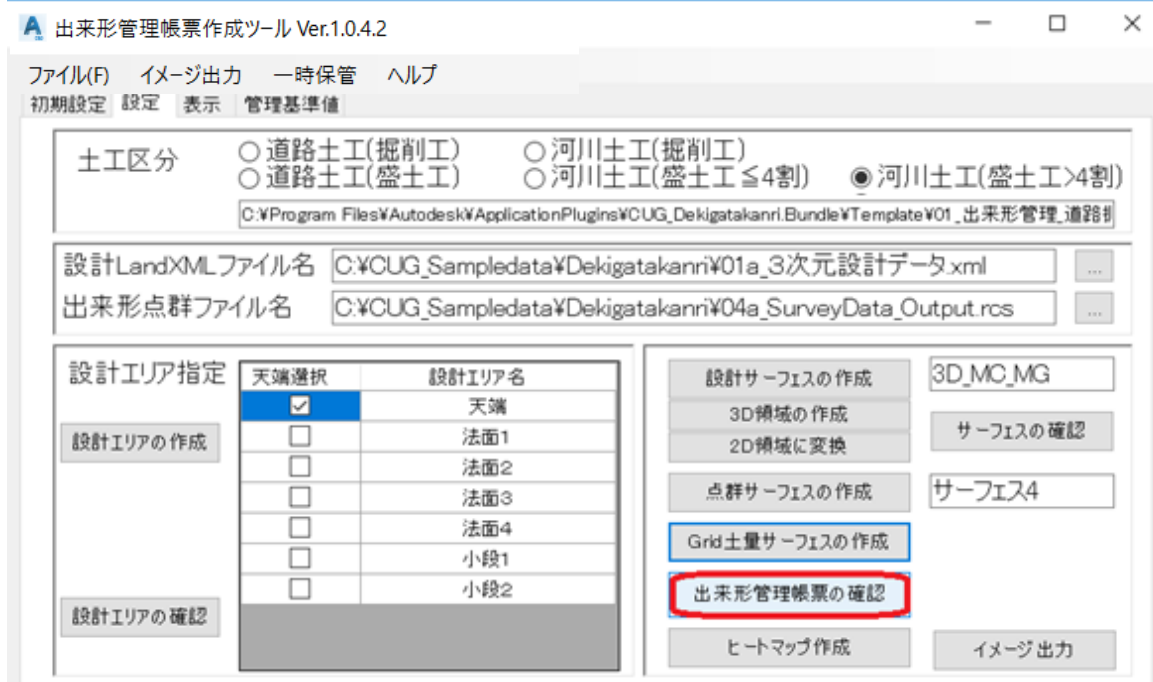 出来形管理帳票作成ツール Ver.1.0.4.2
ファイル(F) イメージ出力 一時保管 ヘルプ
初期設定 設定 表示 管理基準値
土工区分
道路土工(掘削工) 河川土工(掘削工)
道路土工(盛土工) 河川土工(盛土工≦4割) 河川土工(盛土工>4割)
C:¥Program Files¥Autodesk¥ApplicationPlugins¥CUG_Dekigatakanri.Bundle¥Template¥01_出来形管理_道路
設計LandXMLファイル名 C:¥CUG_Sampledata¥Dekigatakanri¥01a_3次元設計データ.xml ...
出来形点群ファイル名 C:¥CUG_Sampledata¥Dekigatakanri¥04a_SurveyData_Output.rcs ...
設計エリア指定
設計エリアの作成
設計エリアの確認
天端選択 設計エリア名
天端
法面1
法面2
法面3
法面4
小段1
小段2
設計サーフェスの作成 3D_MC_MG
3D領域の作成
2D領域に変換
サーフェスの確認
点群サーフェスの作成 サーフェス4
Grid土量サーフェスの作成
出来形管理帳票の確認
ヒートマップ作成 イメージ出力